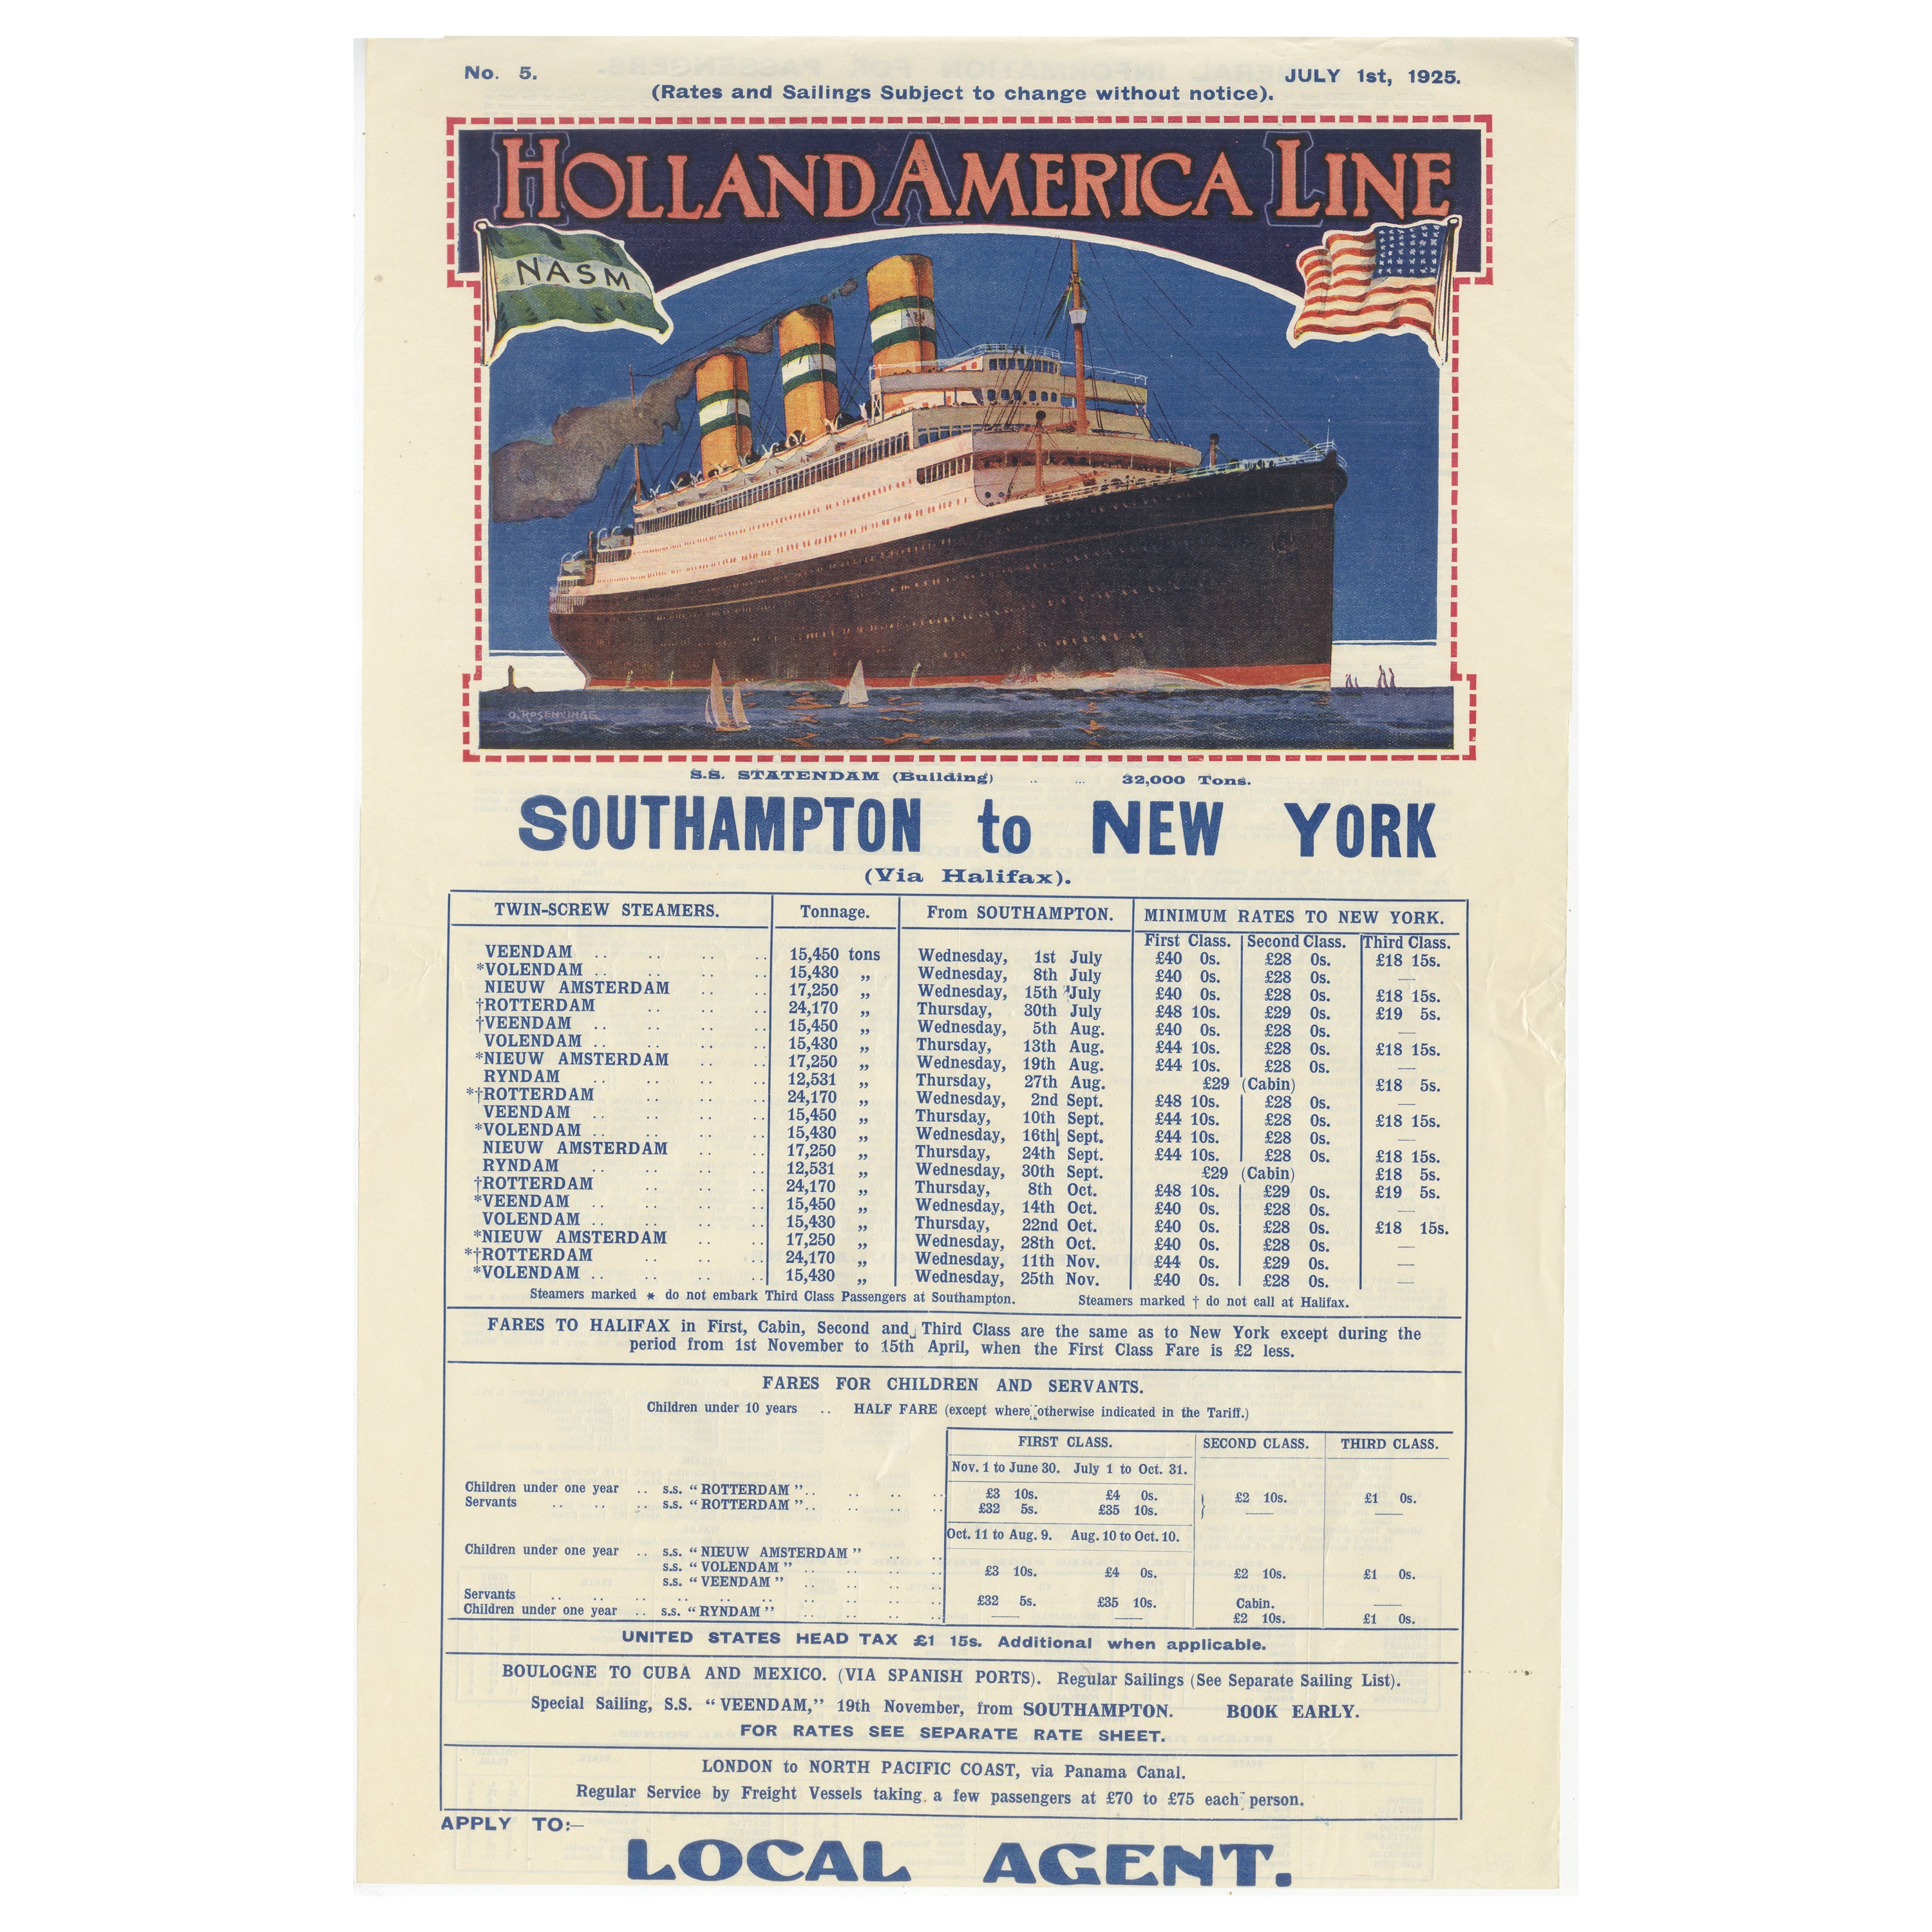 No. 5.
JULY 1st, 1925.
(Rates and Sailings Subject to change without notice).
HOLLAND AMERICA LINE
NASM
O. ROSENVINGE
S.S. STATENDAM (Building) .. ... 32,000 Tons.
SOUTHAMPTON to NEW YORK
(Via Halifax).
TWIN-SCREW STEAMERS. Tonnage. From SOUTHAMPTON. MINIMUM RATES TO NEW YORK.
First Class. Second Class. Third Class.
VEENDAM .. .. .. .. 15,450 tons Wednesday, 1st July £40 0s. £28 0s. £18 15s.
*VOLENDAM .. .. .. .. 15,430 „ Wednesday, 8th July £40 0s. £28 0s. —
NIEUW AMSTERDAM .. .. 17,250 „ Wednesday, 15th July £40 0s. £28 0s. £18 15s.
†ROTTERDAM .. .. .. 24,170 „ Thursday, 30th July £48 10s. £29 0s. £19 5s.
†VEENDAM .. .. .. .. 15,450 „ Wednesday, 5th Aug. £40 0s. £28 0s. —
VOLENDAM .. .. .. .. 15,430 „ Thursday, 13th Aug. £44 10s. £28 0s. £18 15s.
*NIEUW AMSTERDAM .. .. 17,250 „ Wednesday, 19th Aug. £44 10s. £28 0s. —
RYNDAM .. .. .. .. 12,531 „ Thursday, 27th Aug. £29 (Cabin) £18 5s.
*†ROTTERDAM .. .. .. 24,170 „ Wednesday, 2nd Sept. £48 10s. £28 0s. —
VEENDAM .. .. .. .. 15,450 „ Thursday, 10th Sept. £44 10s. £28 0s. £18 15s.
*VOLENDAM .. .. .. .. 15,430 „ Wednesday, 16th Sept. £44 10s. £28 0s. —
NIEUW AMSTERDAM .. .. 17,250 „ Thursday, 24th Sept. £44 10s. £28 0s. £18 15s.
RYNDAM .. .. .. .. 12,531 „ Wednesday, 30th Sept. £29 (Cabin) £18 5s.
†ROTTERDAM .. .. .. 24,170 „ Thursday, 8th Oct. £48 10s. £29 0s. £19 5s.
*VEENDAM .. .. .. .. 15,450 „ Wednesday, 14th Oct. £40 0s. £28 0s. —
VOLENDAM .. .. .. .. 15,430 „ Thursday, 22nd Oct. £40 0s. £28 0s. £18 15s.
*NIEUW AMSTERDAM .. .. 17,250 „ Wednesday, 28th Oct. £40 0s. £28 0s. —
*†ROTTERDAM .. .. .. 24,170 „ Wednesday, 11th Nov. £44 0s. £29 0s. —
*VOLENDAM .. .. .. .. 15,430 „ Wednesday, 25th Nov. £40 0s. £28 0s. —
Steamers marked * do not embark Third Class Passengers at Southampton. Steamers marked † do not call at Halifax.
FARES TO HALIFAX in First, Cabin, Second and Third Class are the same as to New York except during the
period from 1st November to 15th April, when the First Class Fare is £2 less.
FARES FOR CHILDREN AND SERVANTS.
Children under 10 years .. HALF FARE (except where otherwise indicated in the Tariff.)
FIRST CLASS. SECOND CLASS. THIRD CLASS.
Nov. 1 to June 30. July 1 to Oct. 31.
Children under one year .. s.s. “ ROTTERDAM ”.. .. .. .. £3 10s. £4 0s. £2 10s. £1 0s.
Servants .. .. .. s.s. “ ROTTERDAM ”.. .. .. .. £32 5s. £35 10s. — —
Oct. 11 to Aug. 9. Aug. 10 to Oct. 10.
Children under one year .. s.s. “ NIEUW AMSTERDAM ” .. ..
s.s. “ VOLENDAM ” .. .. .. .. £3 10s. £4 0s. £2 10s. £1 0s.
s.s. “ VEENDAM ” .. .. .. ..
Servants .. .. .. .. .. .. .. .. .. £32 5s. £35 10s. Cabin. —
Children under one year .. s.s. “ RYNDAM ” .. .. .. .. — — £2 10s. £1 0s.
UNITED STATES HEAD TAX £1 15s. Additional when applicable.
BOULOGNE TO CUBA AND MEXICO. (VIA SPANISH PORTS). Regular Sailings (See Separate Sailing List).
Special Sailing, S.S. “ VEENDAM,” 19th November, from SOUTHAMPTON. BOOK EARLY.
FOR RATES SEE SEPARATE RATE SHEET.
LONDON to NORTH PACIFIC COAST, via Panama Canal.
Regular Service by Freight Vessels taking a few passengers at £70 to £75 each person.
APPLY TO:—
LOCAL AGENT.